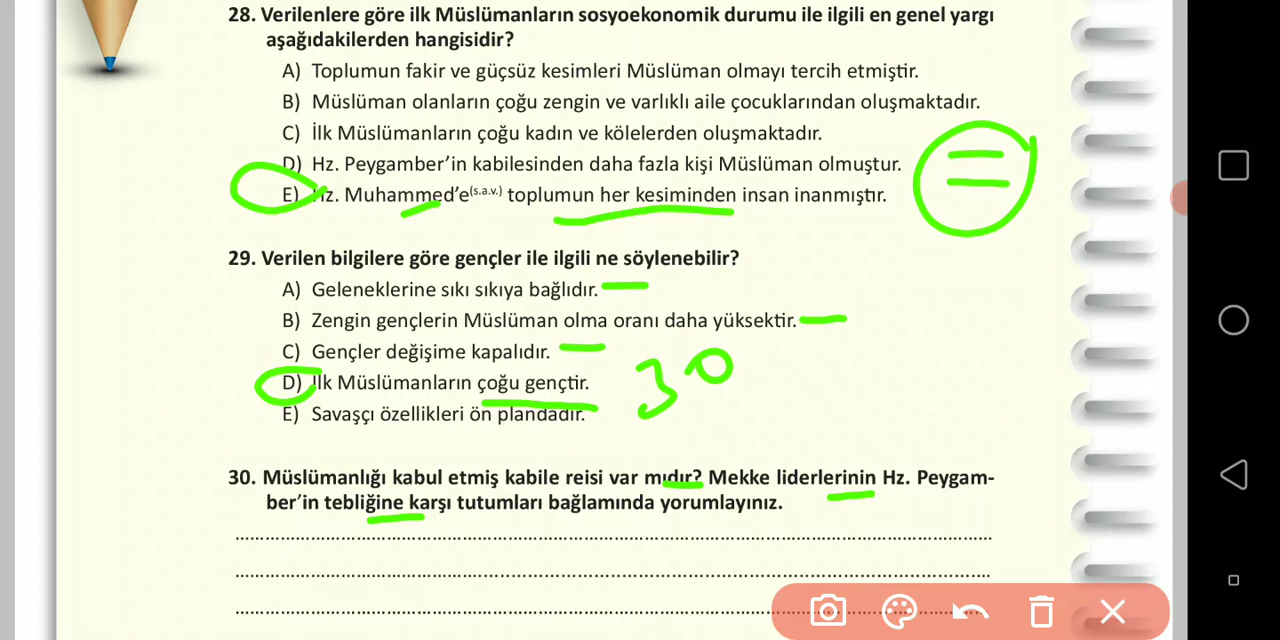 28. Verilenlere göre ilk Müslümanların sosyoekonomik durumu ile ilgili en genel yargı
aşağıdakilerden hangisidir?
A) Toplumun fakir ve güçsüz kesimleri Müslüman olmayı tercih etmiştir.
B) Müslüman olanların çoğu zengin ve varlıklı aile çocuklarından oluşmaktadır.
C) İlk Müslümanların çoğu kadın ve kölelerden oluşmaktadır.
D) Hz. Peygamber’in kabilesinden daha fazla kişi Müslüman olmuştur.
E) Hz. Muhammed’e(s.a.v.) toplumun her kesiminden insan inanmıştır.
29. Verilen bilgilere göre gençler ile ilgili ne söylenebilir?
A) Geleneklerine sıkı sıkıya bağlıdır.
B) Zengin gençlerin Müslüman olma oranı daha yüksektir.
C) Gençler değişime kapalıdır.
30
D) İlk Müslümanların çoğu gençtir.
E) Savaşçı özellikleri ön plandadır.
30. Müslümanlığı kabul etmiş kabile reisi var mıdır? Mekke liderlerinin Hz. Peygam-
ber’in tebliğine karşı tutumları bağlamında yorumlayınız.